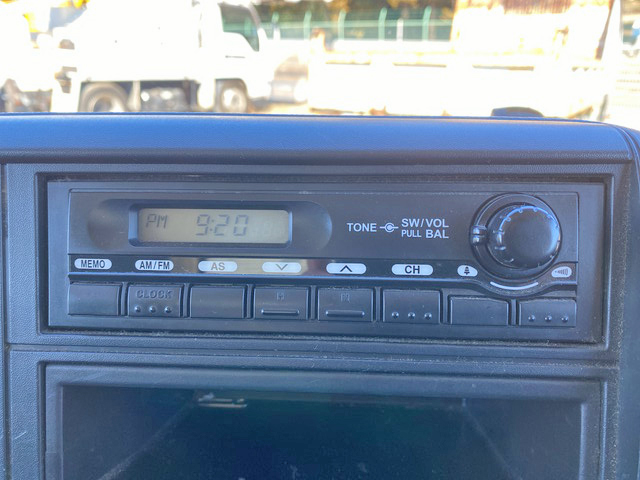 PM 9:20
TONE SW/VOL
PULL BAL
MEMO AM/FM AS CH
CLOCK
H M